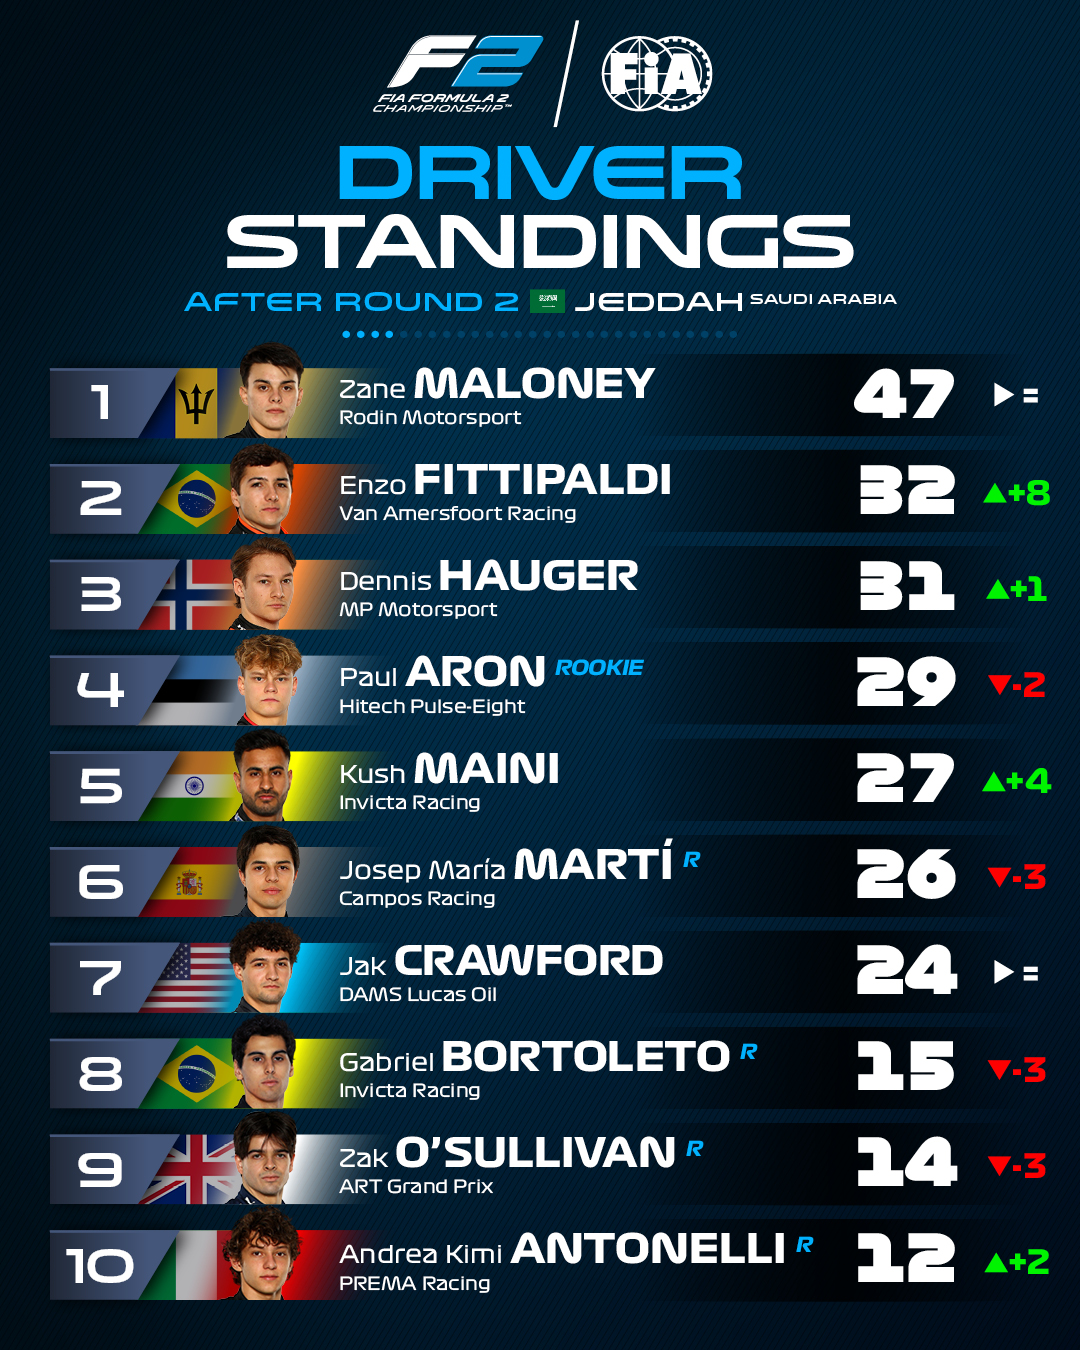 F2
FIA FORMULA 2
CHAMPIONSHIP™
FiA
DRIVER
STANDINGS
AFTER ROUND 2 JEDDAH SAUDI ARABIA
1 Zane MALONEY 47 =
Rodin Motorsport
2 Enzo FITTIPALDI 32 +8
Van Amersfoort Racing
3 Dennis HAUGER 31 +1
MP Motorsport
4 Paul ARON ROOKIE 29 -2
Hitech Pulse-Eight
5 Kush MAINI 27 +4
Invicta Racing
6 Josep María MARTÍ R 26 -3
Campos Racing
7 Jak CRAWFORD 24 =
DAMS Lucas Oil
8 Gabriel BORTOLETO R 15 -3
Invicta Racing
9 Zak O'SULLIVAN R 14 -3
ART Grand Prix
10 Andrea Kimi ANTONELLI R 12 +2
PREMA Racing